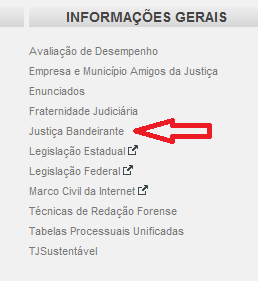 INFORMAÇÕES GERAIS
Avaliação de Desempenho
Empresa e Município Amigos da Justiça
Enunciados
Fraternidade Judiciária
Justiça Bandeirante
Legislação Estadual
Legislação Federal
Marco Civil da Internet
Técnicas de Redação Forense
Tabelas Processuais Unificadas
TJSustentável